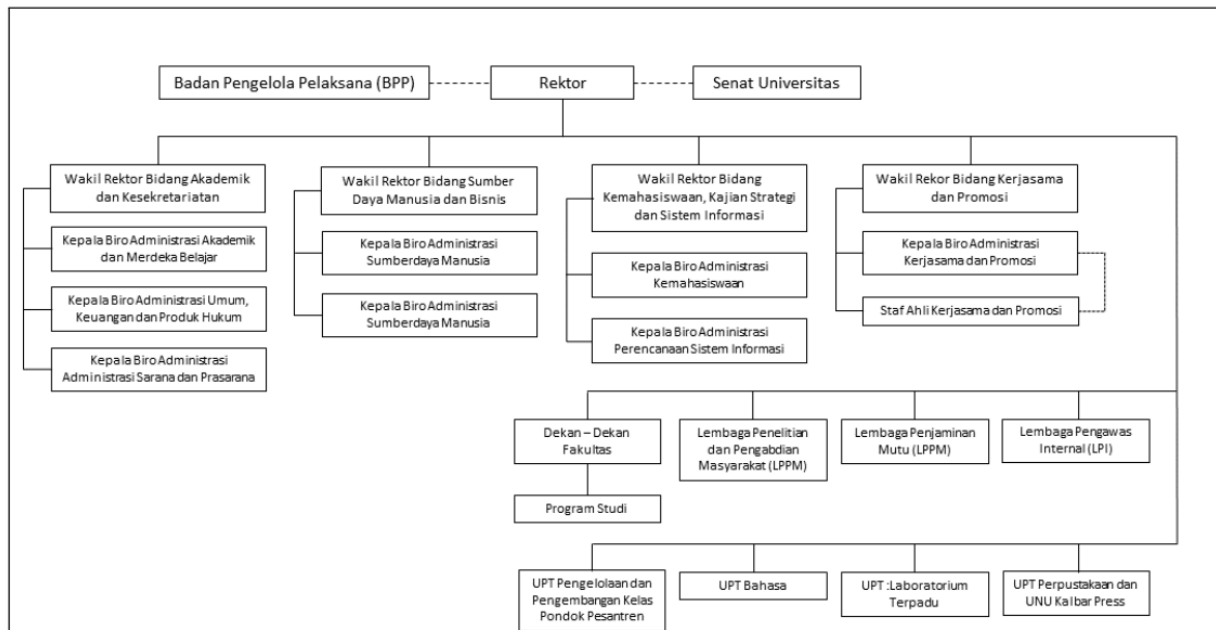 Badan Pengelola Pelaksana (BPP)
Rektor
Senat Universitas
Wakil Rektor Bidang Akademik
dan Kesekretariatan
Wakil Rektor Bidang Sumber
Daya Manusia dan Bisnis
Wakil Rektor Bidang
Kemahasiswaan, Kajian Strategi
dan Sistem Informasi
Wakil Rekor Bidang Kerjasama
dan Promosi
Kepala Biro Administrasi Akademik
dan Merdeka Belajar
Kepala Biro Administrasi
Sumberdaya Manusia
Kepala Biro Administrasi
Kemahasiswaan
Kepala Biro Administrasi
Kerjasama dan Promosi
Kepala Biro Administrasi Umum,
Keuangan dan Produk Hukum
Kepala Biro Administrasi
Sumberdaya Manusia
Kepala Biro Administrasi
Perencanaan Sistem Informasi
Staf Ahli Kerjasama dan Promosi
Kepala Biro Administrasi
Administrasi Sarana dan Prasarana
Dekan – Dekan
Fakultas
Lembaga Penelitian
dan Pengabdian
Masyarakat (LPPM)
Lembaga Penjaminan
Mutu (LPPM)
Lembaga Pengawas
Internal (LPI)
Program Studi
UPT Pengelolaan dan
Pengembangan Kelas
Pondok Pesantren
UPT Bahasa
UPT :Laboratorium
Terpadu
UPT Perpustakaan dan
UNU Kalbar Press